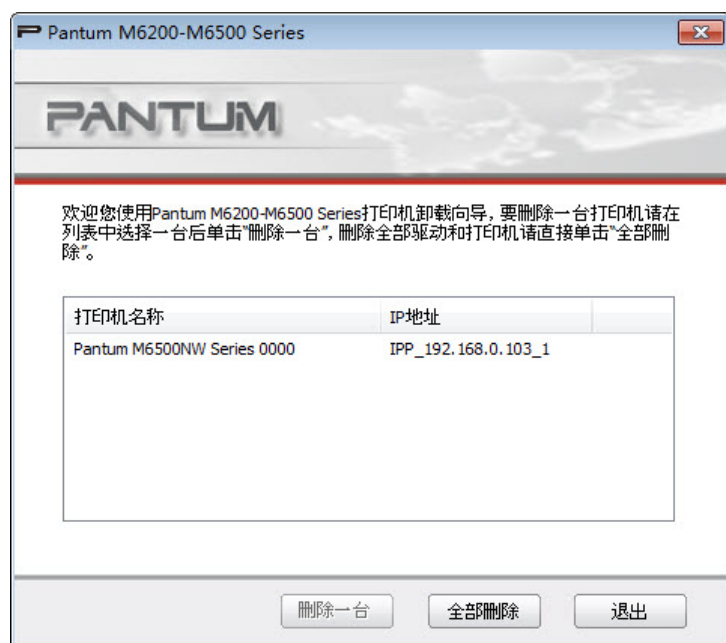 Pantum M6200-M6500 Series
PANTUM
欢迎您使用Pantum M6200-M6500 Series打印机卸载向导，要删除一台打印机请在
列表中选择一台后单击“删除一台”，删除全部驱动和打印机请直接单击“全部删
除”。
打印机名称 IP地址
Pantum M6500NW Series 0000 IPP_192.168.0.103_1
删除一台 全部删除 退出